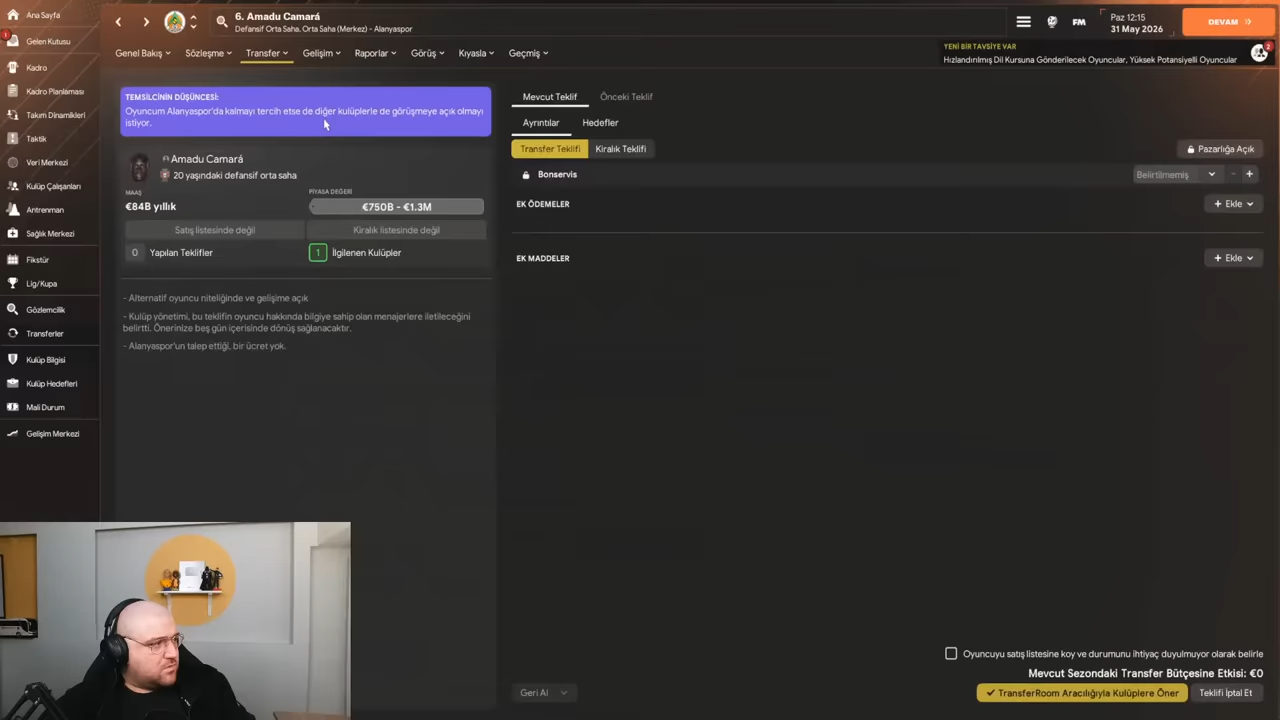 Ana Sayfa
1
Gelen Kutusu
Kadro
Kadro Planlaması
Takım Dinamikleri
Taktik
Veri Merkezi
Kulüp Çalışanları
Antrenman
Sağlık Merkezi
Fikstür
Lig/Kupa
Gözlemcilik
Transferler
Kulüp Bilgisi
Kulüp Hedefleri
Mali Durum
Gelişim Merkezi
6. Amadu Camará
Defansif Orta Saha, Orta Saha (Merkez) - Alanyaspor
FM
Paz 12:15
31 May 2026
DEVAM
Genel Bakış
Sözleşme
Transfer
Gelişim
Raporlar
Görüş
Kıyasla
Geçmiş
YENİ BİR TAVSİYE VAR
Hızlandırılmış Dil Kursuna Gönderilecek Oyuncular, Yüksek Potansiyelli Oyuncular
2
TEMSİLCİNİN DÜŞÜNCESİ:
Oyuncum Alanyaspor'da kalmayı tercih etse de diğer kulüplerle de görüşmeye açık olmayı
istiyor.
Amadu Camará
20 yaşındaki defansif orta saha
MAAŞ
€84B yıllık
PİYASA DEĞERİ
€750B - €1.3M
Satış listesinde değil
Kiralık listesinde değil
0 Yapılan Teklifler
1 İlgilenen Kulüpler
- Alternatif oyuncu niteliğinde ve gelişime açık
- Kulüp yönetimi, bu teklifin oyuncu hakkında bilgiye sahip olan menajerlere iletileceğini
belirtti. Önerinize beş gün içerisinde dönüş sağlanacaktır.
- Alanyaspor'un talep ettiği, bir ücret yok.
Mevcut Teklif
Önceki Teklif
Ayrıntılar
Hedefler
Transfer Teklifi
Kiralık Teklifi
Pazarlığa Açık
Bonservis
Belirtilmemiş
- +
EK ÖDEMELER
+ Ekle
EK MADDELER
+ Ekle
Oyuncuyu satış listesine koy ve durumunu ihtiyaç duyulmuyor olarak belirle
Mevcut Sezondaki Transfer Bütçesine Etkisi: €0
Geri Al
TransferRoom Aracılığıyla Kulüplere Öner
Teklifi İptal Et